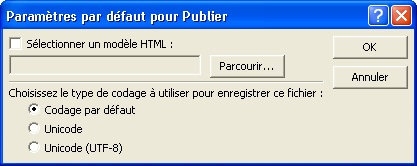 Paramètres par défaut pour Publier
Sélectionner un modèle HTML :
OK
Parcourir...
Annuler
Choisissez le type de codage à utiliser pour enregistrer ce fichier :
Codage par défaut
Unicode
Unicode (UTF-8)